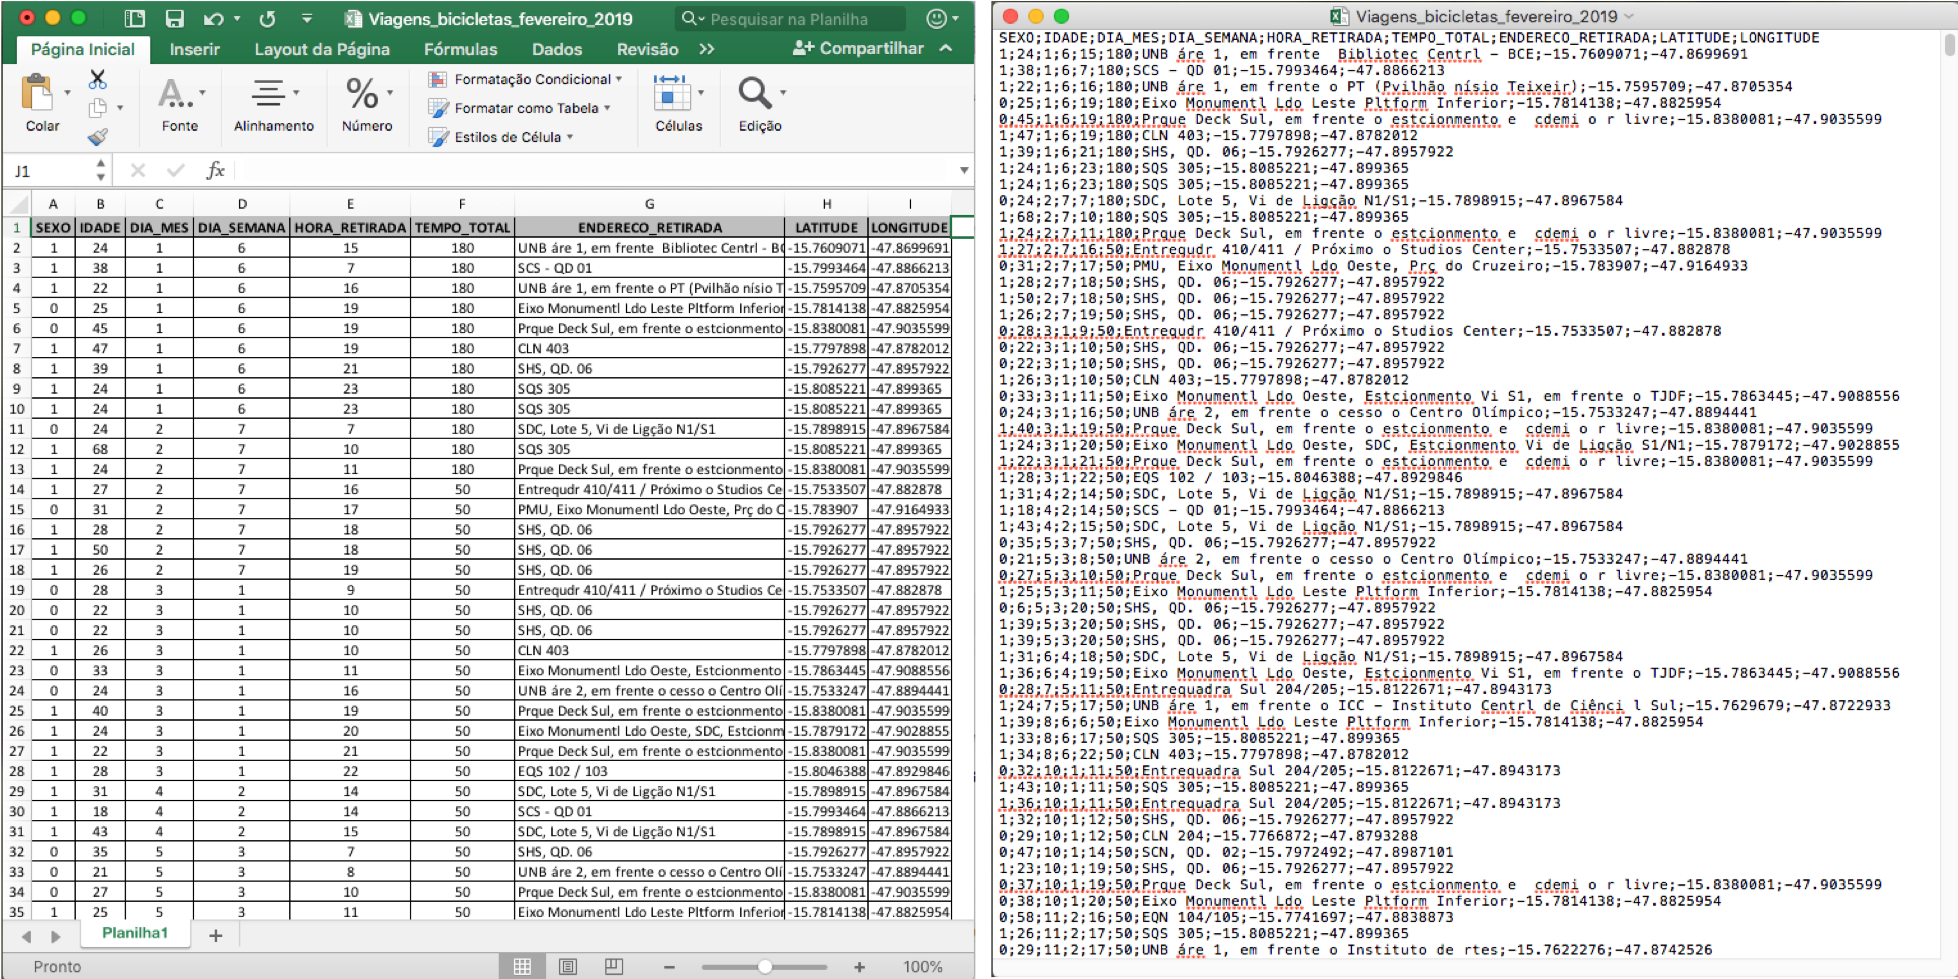 Viagens_bicicletas_fevereiro_2019
Pesquisar na Planilha
Página Inicial Inserir Layout da Página Fórmulas Dados Revisão >> Compartilhar
Colar Fonte Alinhamento % Número Formatação Condicional Formatar como Tabela Estilos de Célula Células Edição
J1 fx
A B C D E F G H I
1 SEXO IDADE DIA_MES DIA_SEMANA HORA_RETIRADA TEMPO_TOTAL ENDERECO_RETIRADA LATITUDE LONGITUDE
2 1 24 1 6 15 180 UNB áre 1, em frente  Bibliotec Centrl - BC -15.7609071 -47.8699691
3 1 38 1 6 7 180 SCS - QD 01 -15.7993464 -47.8866213
4 1 22 1 6 16 180 UNB áre 1, em frente o PT (Pvilhão nísio T -15.7595709 -47.8705354
5 0 25 1 6 19 180 Eixo Monumentl Ldo Leste Pltform Inferior -15.7814138 -47.8825954
6 0 45 1 6 19 180 Prque Deck Sul, em frente o estcionmento -15.8380081 -47.9035599
7 1 47 1 6 19 180 CLN 403 -15.7797898 -47.8782012
8 1 39 1 6 21 180 SHS, QD. 06 -15.7926277 -47.8957922
9 1 24 1 6 23 180 SQS 305 -15.8085221 -47.899365
10 1 24 1 6 23 180 SQS 305 -15.8085221 -47.899365
11 0 24 2 7 7 180 SDC, Lote 5, Vi de Ligção N1/S1 -15.7898915 -47.8967584
12 1 68 2 7 10 180 SQS 305 -15.8085221 -47.899365
13 1 24 2 7 11 180 Prque Deck Sul, em frente o estcionmento -15.8380081 -47.9035599
14 1 27 2 7 16 50 Entrequdr 410/411 / Próximo o Studios Ce -15.7533507 -47.882878
15 0 31 2 7 17 50 PMU, Eixo Monumentl Ldo Oeste, Prç do C -15.783907 -47.9164933
16 1 28 2 7 18 50 SHS, QD. 06 -15.7926277 -47.8957922
17 1 50 2 7 18 50 SHS, QD. 06 -15.7926277 -47.8957922
18 1 26 2 7 19 50 SHS, QD. 06 -15.7926277 -47.8957922
19 0 28 3 1 9 50 Entrequdr 410/411 / Próximo o Studios Ce -15.7533507 -47.882878
20 0 22 3 1 10 50 SHS, QD. 06 -15.7926277 -47.8957922
21 0 22 3 1 10 50 SHS, QD. 06 -15.7926277 -47.8957922
22 1 26 3 1 10 50 CLN 403 -15.7797898 -47.8782012
23 0 33 3 1 11 50 Eixo Monumentl Ldo Oeste, Estcionmento -15.7863445 -47.9088556
24 0 24 3 1 16 50 UNB áre 2, em frente o cesso o Centro Olí -15.7533247 -47.8894441
25 1 40 3 1 19 50 Prque Deck Sul, em frente o estcionmento -15.8380081 -47.9035599
26 1 24 3 1 20 50 Eixo Monumentl Ldo Oeste, SDC, Estcionm -15.7879172 -47.9028855
27 1 22 3 1 21 50 Prque Deck Sul, em frente o estcionmento -15.8380081 -47.9035599
28 1 28 3 1 22 50 EQS 102 / 103 -15.8046388 -47.8929846
29 1 31 4 2 14 50 SDC, Lote 5, Vi de Ligção N1/S1 -15.7898915 -47.8967584
30 1 18 4 2 14 50 SCS - QD 01 -15.7993464 -47.8866213
31 1 43 4 2 15 50 SDC, Lote 5, Vi de Ligção N1/S1 -15.7898915 -47.8967584
32 0 35 5 3 7 50 SHS, QD. 06 -15.7926277 -47.8957922
33 0 21 5 3 8 50 UNB áre 2, em frente o cesso o Centro Olí -15.7533247 -47.8894441
34 0 27 5 3 10 50 Prque Deck Sul, em frente o estcionmento -15.8380081 -47.9035599
35 1 25 5 3 11 50 Eixo Monumentl Ldo Leste Pltform Inferior -15.7814138 -47.8825954
Planilha1 +
Pronto 100%
Viagens_bicicletas_fevereiro_2019
SEXO;IDADE;DIA_MES;DIA_SEMANA;HORA_RETIRADA;TEMPO_TOTAL;ENDERECO_RETIRADA;LATITUDE;LONGITUDE
1;24;1;6;15;180;UNB áre 1, em frente  Bibliotec Centrl - BCE;-15.7609071;-47.8699691
1;38;1;6;7;180;SCS - QD 01;-15.7993464;-47.8866213
1;22;1;6;16;180;UNB áre 1, em frente o PT (Pvilhão nísio Teixeir);-15.7595709;-47.8705354
0;25;1;6;19;180;Eixo Monumentl Ldo Leste Pltform Inferior;-15.7814138;-47.8825954
0;45;1;6;19;180;Prque Deck Sul, em frente o estcionmento e  cdemi o r livre;-15.8380081;-47.9035599
1;47;1;6;19;180;CLN 403;-15.7797898;-47.8782012
1;39;1;6;21;180;SHS, QD. 06;-15.7926277;-47.8957922
1;24;1;6;23;180;SQS 305;-15.8085221;-47.899365
1;24;1;6;23;180;SQS 305;-15.8085221;-47.899365
0;24;2;7;7;180;SDC, Lote 5, Vi de Ligção N1/S1;-15.7898915;-47.8967584
1;68;2;7;10;180;SQS 305;-15.8085221;-47.899365
1;24;2;7;11;180;Prque Deck Sul, em frente o estcionmento e  cdemi o r livre;-15.8380081;-47.9035599
1;27;2;7;16;50;Entrequdr 410/411 / Próximo o Studios Center;-15.7533507;-47.882878
0;31;2;7;17;50;PMU, Eixo Monumentl Ldo Oeste, Prç do Cruzeiro;-15.783907;-47.9164933
1;28;2;7;18;50;SHS, QD. 06;-15.7926277;-47.8957922
1;50;2;7;18;50;SHS, QD. 06;-15.7926277;-47.8957922
1;26;2;7;19;50;SHS, QD. 06;-15.7926277;-47.8957922
0;28;3;1;9;50;Entrequdr 410/411 / Próximo o Studios Center;-15.7533507;-47.882878
0;22;3;1;10;50;SHS, QD. 06;-15.7926277;-47.8957922
0;22;3;1;10;50;SHS, QD. 06;-15.7926277;-47.8957922
1;26;3;1;10;50;CLN 403;-15.7797898;-47.8782012
0;33;3;1;11;50;Eixo Monumentl Ldo Oeste, Estcionmento Vi S1, em frente o TJDF;-15.7863445;-47.9088556
0;24;3;1;16;50;UNB áre 2, em frente o cesso o Centro Olímpico;-15.7533247;-47.8894441
1;40;3;1;19;50;Prque Deck Sul, em frente o estcionmento e  cdemi o r livre;-15.8380081;-47.9035599
1;24;3;1;20;50;Eixo Monumentl Ldo Oeste, SDC, Estcionmento Vi de Ligção S1/N1;-15.7879172;-47.9028855
1;22;3;1;21;50;Prque Deck Sul, em frente o estcionmento e  cdemi o r livre;-15.8380081;-47.9035599
1;28;3;1;22;50;EQS 102 / 103;-15.8046388;-47.8929846
1;31;4;2;14;50;SDC, Lote 5, Vi de Ligção N1/S1;-15.7898915;-47.8967584
1;18;4;2;14;50;SCS - QD 01;-15.7993464;-47.8866213
1;43;4;2;15;50;SDC, Lote 5, Vi de Ligção N1/S1;-15.7898915;-47.8967584
0;35;5;3;7;50;SHS, QD. 06;-15.7926277;-47.8957922
0;21;5;3;8;50;UNB áre 2, em frente o cesso o Centro Olímpico;-15.7533247;-47.8894441
0;27;5;3;10;50;Prque Deck Sul, em frente o estcionmento e  cdemi o r livre;-15.8380081;-47.9035599
1;25;5;3;11;50;Eixo Monumentl Ldo Leste Pltform Inferior;-15.7814138;-47.8825954
0;6;5;3;20;50;SHS, QD. 06;-15.7926277;-47.8957922
1;39;5;3;20;50;SHS, QD. 06;-15.7926277;-47.8957922
1;39;5;3;20;50;SHS, QD. 06;-15.7926277;-47.8957922
1;31;6;4;18;50;SDC, Lote 5, Vi de Ligção N1/S1;-15.7898915;-47.8967584
1;36;6;4;19;50;Eixo Monumentl Ldo Oeste, Estcionmento Vi S1, em frente o TJDF;-15.7863445;-47.9088556
0;28;7;5;11;50;Entrequadra Sul 204/205;-15.8122671;-47.8943173
1;24;7;5;17;50;UNB áre 1, em frente o ICC - Instituto Centrl de Ciênci l Sul;-15.7629679;-47.8722933
1;39;8;6;6;50;Eixo Monumentl Ldo Leste Pltform Inferior;-15.7814138;-47.8825954
1;33;8;6;17;50;SQS 305;-15.8085221;-47.899365
1;34;8;6;22;50;CLN 403;-15.7797898;-47.8782012
0;32;10;1;11;50;Entrequadra Sul 204/205;-15.8122671;-47.8943173
1;43;10;1;11;50;SQS 305;-15.8085221;-47.899365
1;36;10;1;11;50;Entrequadra Sul 204/205;-15.8122671;-47.8943173
1;32;10;1;12;50;SHS, QD. 06;-15.7926277;-47.8957922
0;29;10;1;12;50;CLN 204;-15.7766872;-47.8793288
0;47;10;1;14;50;SCN, QD. 02;-15.7972492;-47.8987101
1;23;10;1;19;50;SHS, QD. 06;-15.7926277;-47.8957922
0;37;10;1;19;50;Prque Deck Sul, em frente o estcionmento e  cdemi o r livre;-15.8380081;-47.9035599
0;38;10;1;20;50;Eixo Monumentl Ldo Leste Pltform Inferior;-15.7814138;-47.8825954
0;58;11;2;16;50;EQN 104/105;-15.7741697;-47.8838873
1;26;11;2;17;50;SQS 305;-15.8085221;-47.899365
0;29;11;2;17;50;UNB áre 1, em frente o Instituto de rtes;-15.7622276;-47.8742526